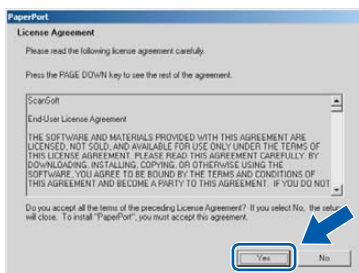 PaperPort
License Agreement
Please read the following license agreement carefully.
Press the PAGE DOWN key to see the rest of the agreement.
ScanSoft
End-User License Agreement
THE SOFTWARE AND MATERIALS PROVIDED WITH THIS AGREEMENT ARE
LICENSED, NOT SOLD, AND AVAILABLE FOR USE ONLY UNDER THE TERMS OF
THIS LICENSE AGREEMENT. PLEASE READ THIS AGREEMENT CAREFULLY. BY
DOWNLOADING, INSTALLING, COPYING, OR OTHERWISE USING THE
SOFTWARE, YOU AGREE TO BE BOUND BY THE TERMS AND CONDITIONS OF
THIS AGREEMENT AND BECOME A PARTY TO THIS AGREEMENT. IF YOU DO NOT
Do you accept all the terms of the preceding License Agreement? If you select No, the setup
will close. To install "PaperPort", you must accept this agreement.
Yes No